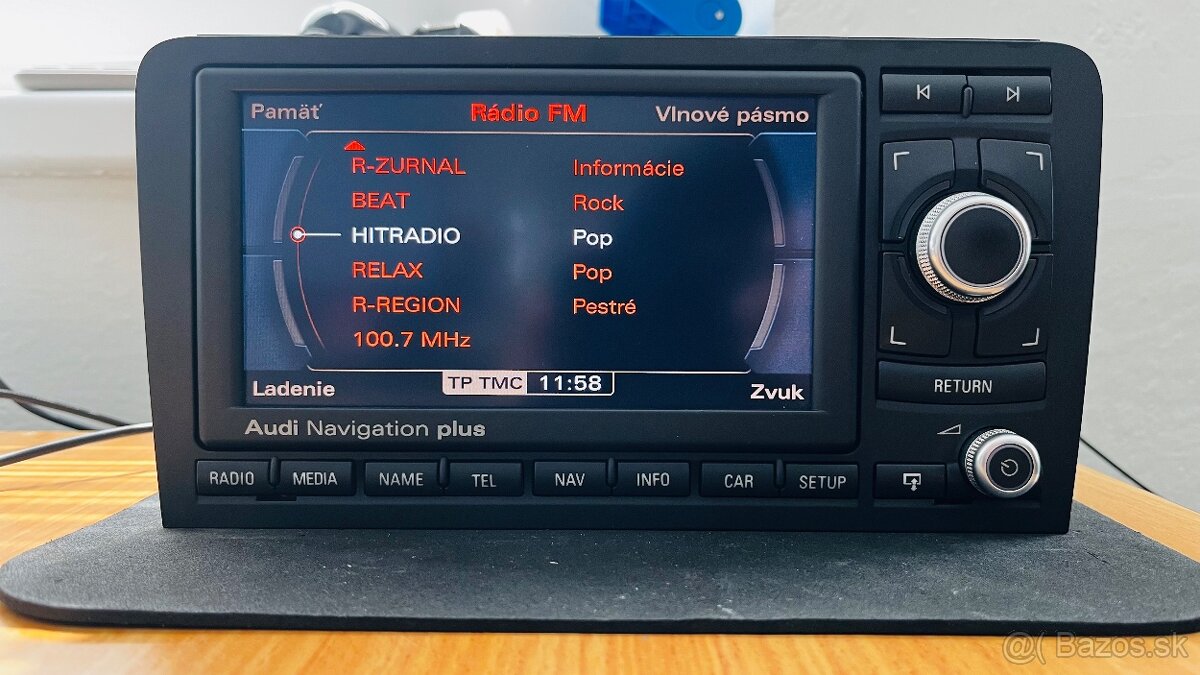 Pamäť Rádio FM Vlnové pásmo
R-ZURNAL Informácie
BEAT Rock
HITRADIO Pop
RELAX Pop
R-REGION Pestré
100.7 MHz
Ladenie TP TMC 11:58 Zvuk
Audi Navigation plus
RETURN
RADIO MEDIA NAME TEL NAV INFO CAR SETUP
@( Bazos.sk